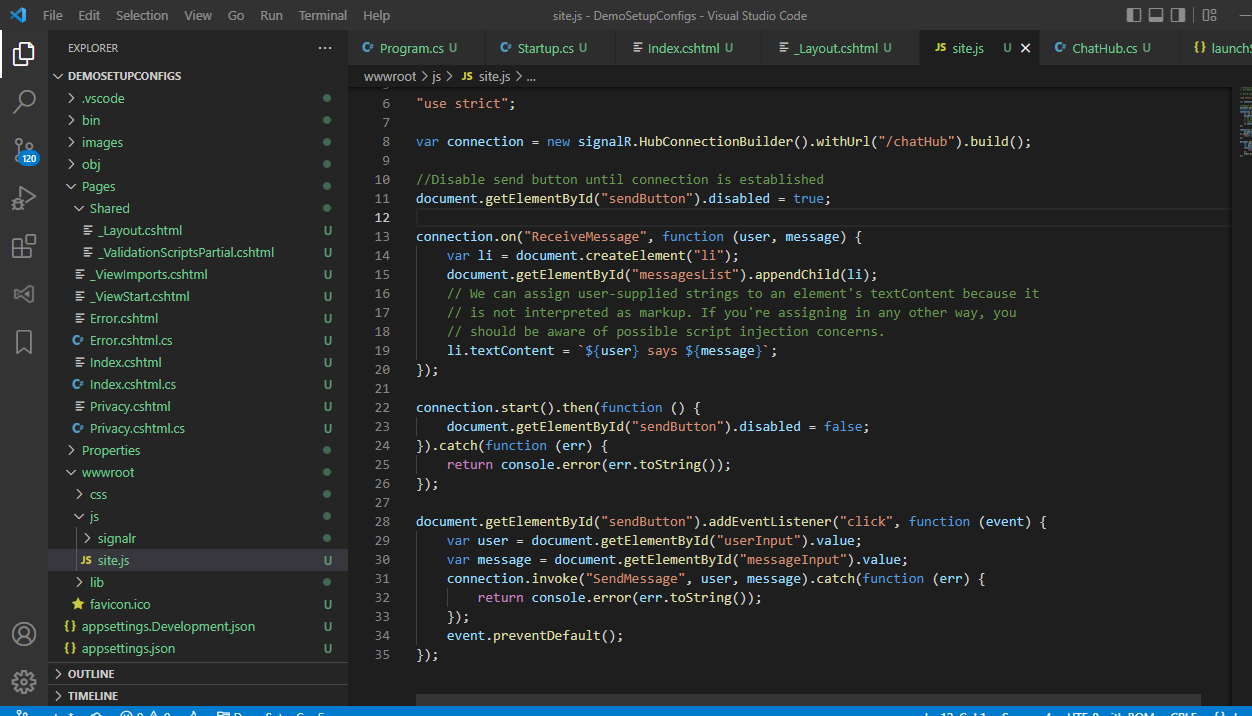 File Edit Selection View Go Run Terminal Help
site.js - DemoSetupConfigs - Visual Studio Code
EXPLORER ...
Program.cs U
Startup.cs U
Index.cshtml U
_Layout.cshtml U
JS site.js U
ChatHub.cs U
{} launch
wwwroot > js > JS site.js > ...
DEMOSETUPCONFIGS
.vscode
bin
images
obj
Pages
Shared
_Layout.cshtml U
_ValidationScriptsPartial.cshtml U
_ViewImports.cshtml U
_ViewStart.cshtml U
Error.cshtml U
Error.cshtml.cs U
Index.cshtml U
Index.cshtml.cs U
Privacy.cshtml U
Privacy.cshtml.cs U
Properties
wwwroot
css
js
signalr
JS site.js U
lib
favicon.ico U
{} appsettings.Development.json U
{} appsettings.json U
OUTLINE
TIMELINE
120
6 "use strict";
7
8 var connection = new signalR.HubConnectionBuilder().withUrl("/chatHub").build();
9
10 //Disable send button until connection is established
11 document.getElementById("sendButton").disabled = true;
12
13 connection.on("ReceiveMessage", function (user, message) {
14     var li = document.createElement("li");
15     document.getElementById("messagesList").appendChild(li);
16     // We can assign user-supplied strings to an element's textContent because it
17     // is not interpreted as markup. If you're assigning in any other way, you
18     // should be aware of possible script injection concerns.
19     li.textContent = `${user} says ${message}`;
20 });
21
22 connection.start().then(function () {
23     document.getElementById("sendButton").disabled = false;
24 }).catch(function (err) {
25     return console.error(err.toString());
26 });
27
28 document.getElementById("sendButton").addEventListener("click", function (event) {
29     var user = document.getElementById("userInput").value;
30     var message = document.getElementById("messageInput").value;
31     connection.invoke("SendMessage", user, message).catch(function (err) {
32         return console.error(err.toString());
33     });
34     event.preventDefault();
35 });